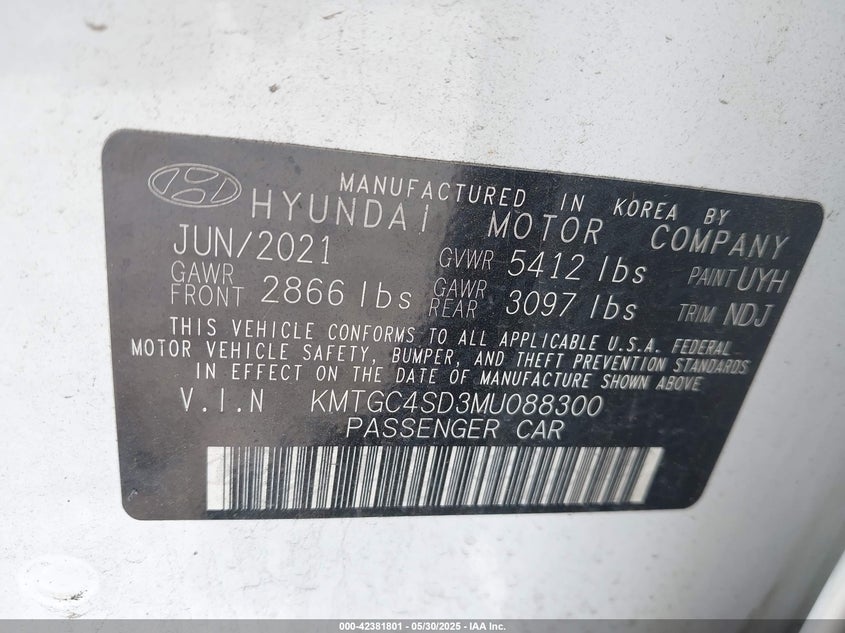 MANUFACTURED IN KOREA BY
HYUNDAI MOTOR COMPANY
JUN/2021 GVWR 5412 lbs PAINT UYH
GAWR FRONT 2866 lbs GAWR REAR 3097 lbs TRIM NDJ
THIS VEHICLE CONFORMS TO ALL APPLICABLE U.S.A. FEDERAL
MOTOR VEHICLE SAFETY, BUMPER, AND THEFT PREVENTION STANDARDS
IN EFFECT ON THE DATE OF MANUFACTURE SHOWN ABOVE
V.I.N KMTGC4SD3MU088300
PASSENGER CAR
000-42381801 - 05/30/2025 - IAA Inc.